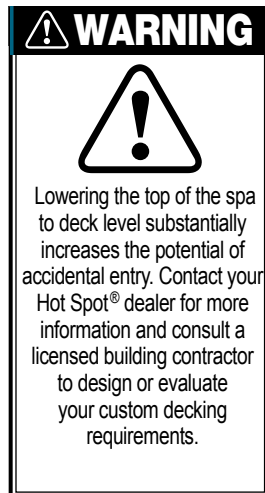 WARNING
Lowering the top of the spa
to deck level substantially
increases the potential of
accidental entry. Contact your
Hot Spot® dealer for more
information and consult a
licensed building contractor
to design or evaluate
your custom decking
requirements.